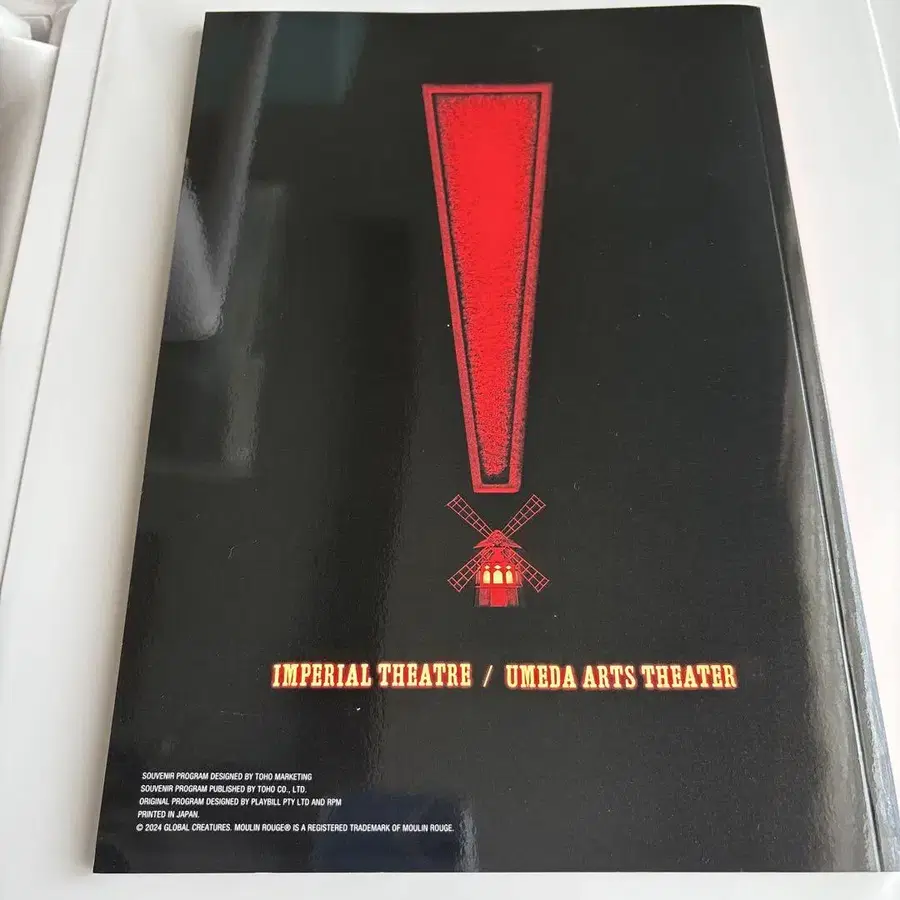 !
IMPERIAL THEATRE / UMEDA ARTS THEATER
SOUVENIR PROGRAM DESIGNED BY TOHO MARKETING
SOUVENIR PROGRAM PUBLISHED BY TOHO CO., LTD.
ORIGINAL PROGRAM DESIGNED BY PLAYBILL PTY LTD AND RPM
PRINTED IN JAPAN.
© 2024 GLOBAL CREATURES. MOULIN ROUGE® IS A REGISTERED TRADEMARK OF MOULIN ROUGE.